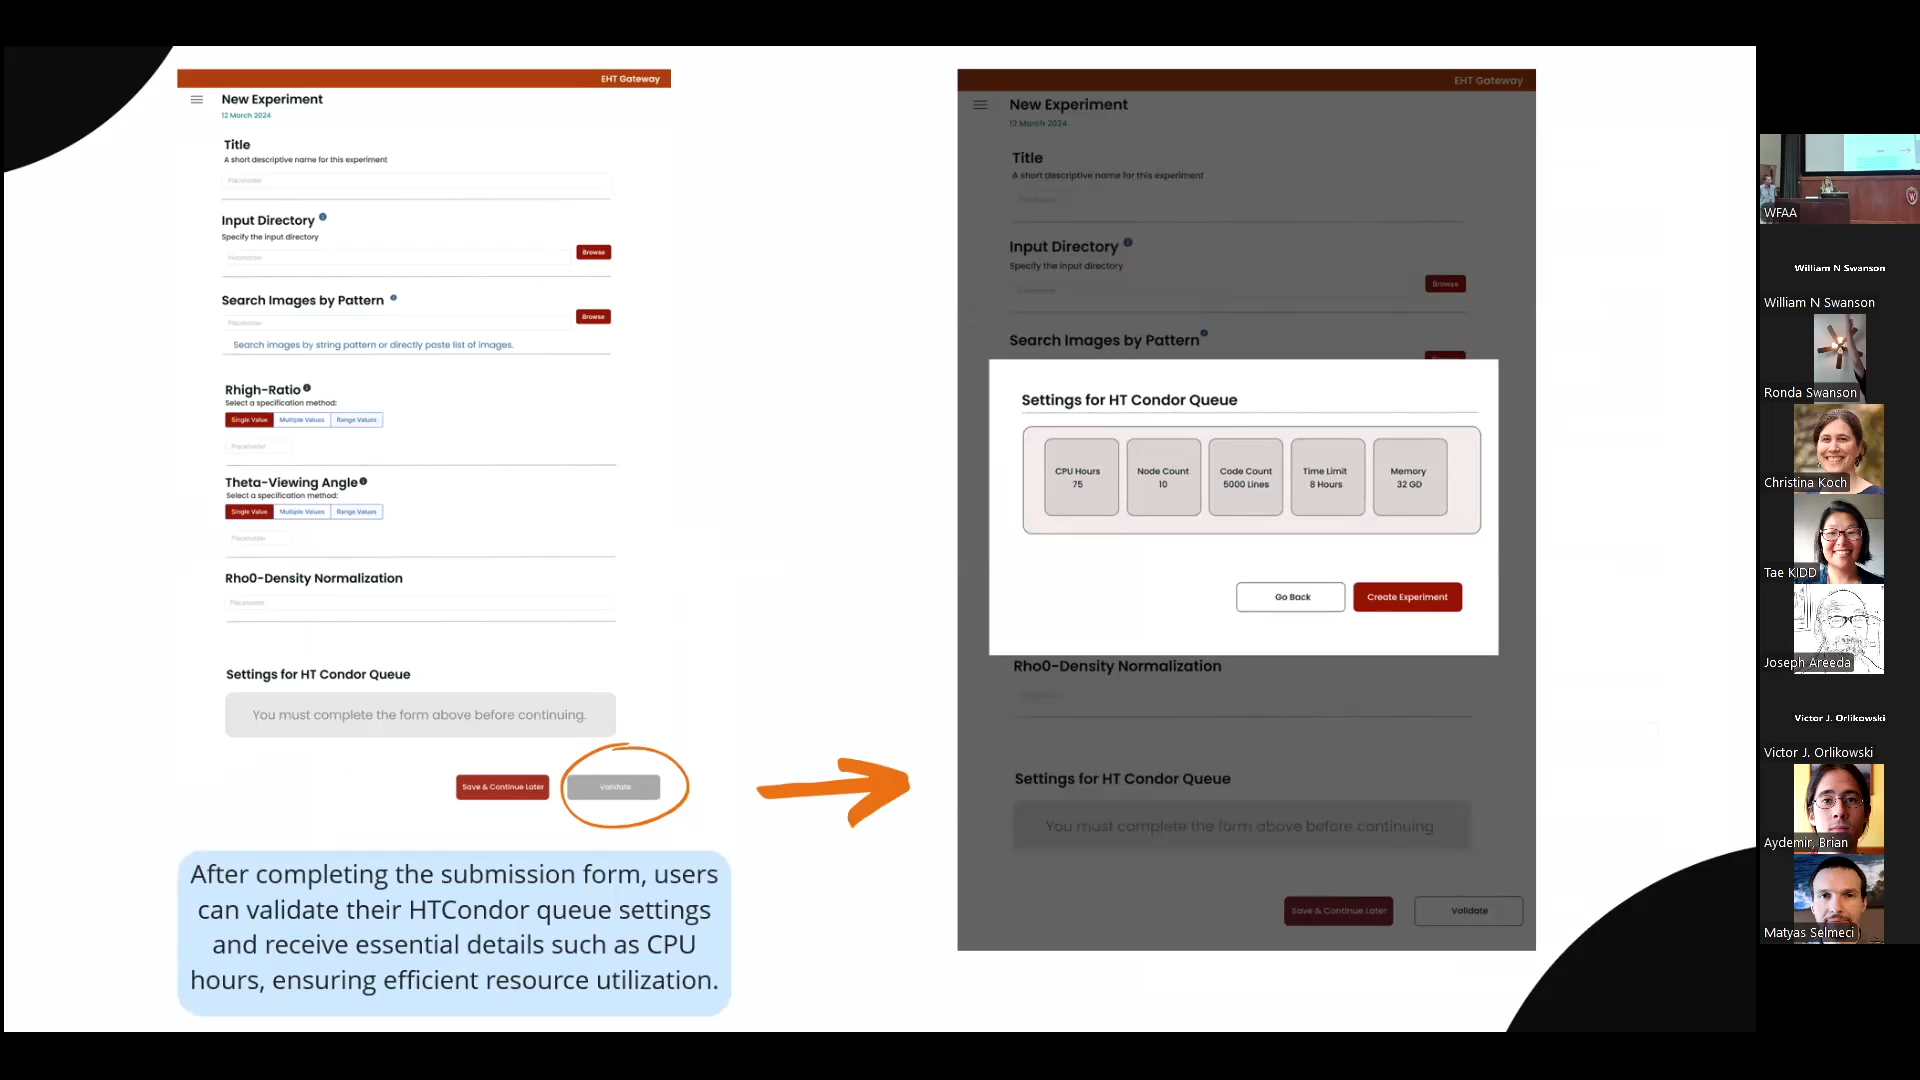 EHT Gateway
New Experiment
12 March 2024
Title
A short descriptive name for this experiment
Placeholder
Input Directory
Specify the input directory
Placeholder
Browse
Search Images by Pattern
Placeholder
Browse
Search images by string pattern or directly paste list of images.
Rhigh-Ratio
Select a specification method:
Single Value Multiple Values Range Values
Placeholder
Theta-Viewing Angle
Select a specification method:
Single Value Multiple Values Range Values
Placeholder
Rho0-Density Normalization
Placeholder
Settings for HT Condor Queue
You must complete the form above before continuing.
Save & Continue Later Validate
After completing the submission form, users
can validate their HTCondor queue settings
and receive essential details such as CPU
hours, ensuring efficient resource utilization.
EHT Gateway
New Experiment
12 March 2024
Title
A short descriptive name for this experiment
Input Directory
Specify the input directory
Browse
Search Images by Pattern
Settings for HT Condor Queue
CPU Hours
75
Node Count
10
Code Count
5000 Lines
Time Limit
8 Hours
Memory
32 GD
Go Back Create Experiment
Rho0-Density Normalization
Settings for HT Condor Queue
You must complete the form above before continuing.
Save & Continue Later Validate
WFAA
William N Swanson
William N Swanson
Ronda Swanson
Christina Koch
Tae KIDD
Joseph Areeda
Victor J. Orlikowski
Victor J. Orlikowski
Aydemir, Brian
Matyas Selmeci